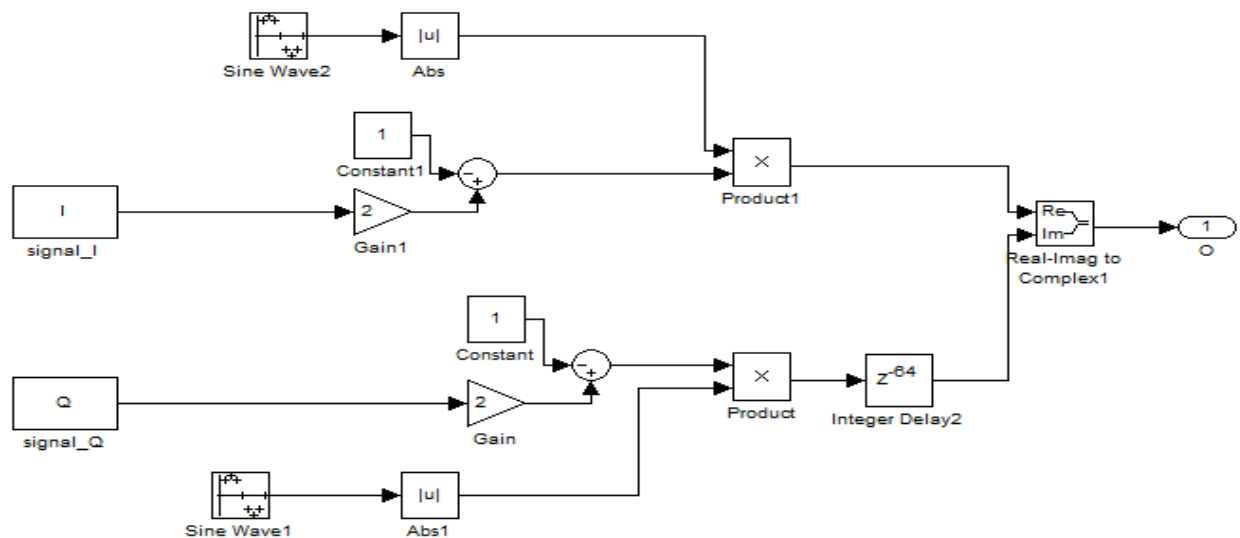 Sine Wave2
|u|
Abs
1
Constant1
-
+
×
Product1
I
signal_I
2
Gain1
Re
Im
Real-Imag to
Complex1
1
O
1
Constant
-
+
×
Product
z-64
Integer Delay2
Q
signal_Q
2
Gain
Sine Wave1
|u|
Abs1